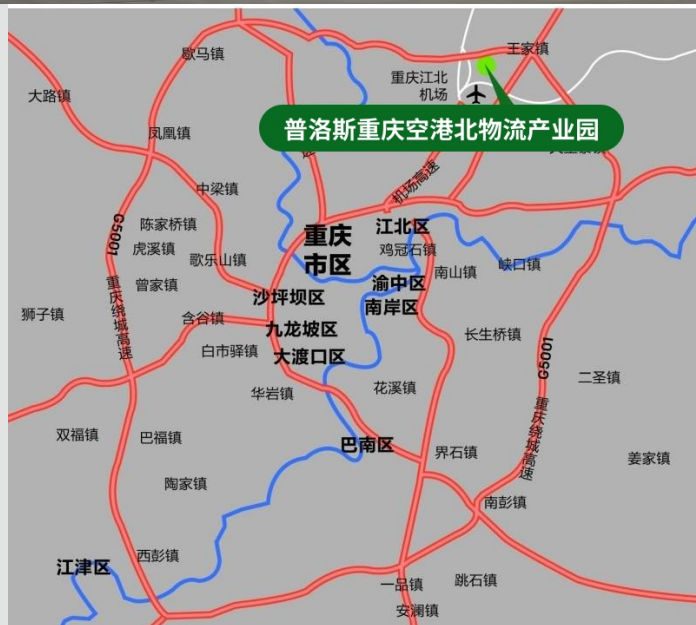 歇马镇
王家镇
重庆江北
机场
大路镇
普洛斯重庆空港北物流产业园
凤凰镇
机场高速
中梁镇
陈家桥镇
G5001
重庆绕城高速
虎溪镇
歌乐山镇
重庆
市区
江北区
鸡冠石镇
南山镇
峡口镇
曾家镇
渝中区
沙坪坝区
南岸区
狮子镇
含谷镇
九龙坡区
长生桥镇
白市驿镇
大渡口区
G5001
重庆绕城高速
二圣镇
华岩镇
花溪镇
双福镇
巴福镇
巴南区
界石镇
姜家镇
陶家镇
南彭镇
西彭镇
江津区
一品镇
跳石镇
安澜镇